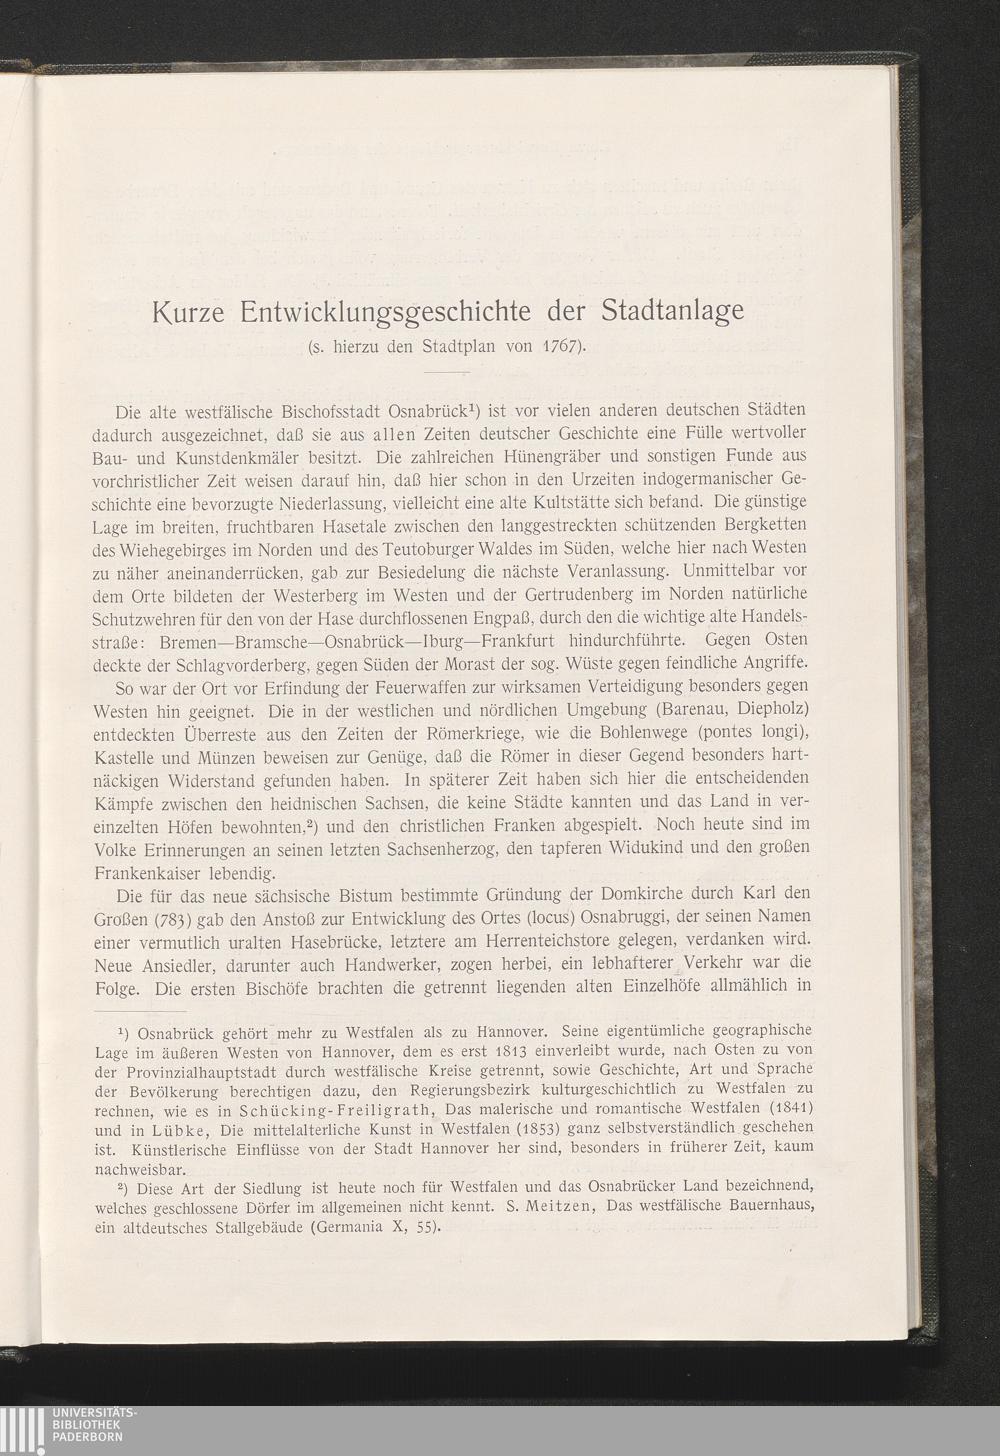 Kurze Entwicklungsgeschichte der Stadtanlage
(s. hierzu den Stadtplan von 1767).
Die alte westfälische Bischofsstadt Osnabrück¹) ist vor vielen anderen deutschen Städten
dadurch ausgezeichnet, daß sie aus allen Zeiten deutscher Geschichte eine Fülle wertvoller
Bau- und Kunstdenkmäler besitzt. Die zahlreichen Hünengräber und sonstigen Funde aus
vorchristlicher Zeit weisen darauf hin, daß hier schon in den Urzeiten indogermanischer Ge-
schichte eine bevorzugte Niederlassung, vielleicht eine alte Kultstätte sich befand. Die günstige
Lage im breiten, fruchtbaren Hasetale zwischen den langgestreckten schützenden Bergketten
des Wiehegebirges im Norden und des Teutoburger Waldes im Süden, welche hier nach Westen
zu näher aneinanderrücken, gab zur Besiedelung die nächste Veranlassung. Unmittelbar vor
dem Orte bildeten der Westerberg im Westen und der Gertrudenberg im Norden natürliche
Schutzwehren für den von der Hase durchflossenen Engpaß, durch den die wichtige alte Handels-
straße: Bremen—Bramsche—Osnabrück—Iburg—Frankfurt hindurchführte. Gegen Osten
deckte der Schlagvorderberg, gegen Süden der Morast der sog. Wüste gegen feindliche Angriffe.
So war der Ort vor Erfindung der Feuerwaffen zur wirksamen Verteidigung besonders gegen
Westen hin geeignet. Die in der westlichen und nördlichen Umgebung (Barenau, Diepholz)
entdeckten Überreste aus den Zeiten der Römerkriege, wie die Bohlenwege (pontes longi),
Kastelle und Münzen beweisen zur Genüge, daß die Römer in dieser Gegend besonders hart-
näckigen Widerstand gefunden haben. In späterer Zeit haben sich hier die entscheidenden
Kämpfe zwischen den heidnischen Sachsen, die keine Städte kannten und das Land in ver-
einzelten Höfen bewohnten,²) und den christlichen Franken abgespielt. Noch heute sind im
Volke Erinnerungen an seinen letzten Sachsenherzog, den tapferen Widukind und den großen
Frankenkaiser lebendig.
Die für das neue sächsische Bistum bestimmte Gründung der Domkirche durch Karl den
Großen (783) gab den Anstoß zur Entwicklung des Ortes (locus) Osnabruggi, der seinen Namen
einer vermutlich uralten Hasebrücke, letztere am Herrenteichstore gelegen, verdanken wird.
Neue Ansiedler, darunter auch Handwerker, zogen herbei, ein lebhafterer Verkehr war die
Folge. Die ersten Bischöfe brachten die getrennt liegenden alten Einzelhöfe allmählich in
¹) Osnabrück gehört mehr zu Westfalen als zu Hannover. Seine eigentümliche geographische
Lage im äußeren Westen von Hannover, dem es erst 1813 einverleibt wurde, nach Osten zu von
der Provinzialhauptstadt durch westfälische Kreise getrennt, sowie Geschichte, Art und Sprache
der Bevölkerung berechtigen dazu, den Regierungsbezirk kulturgeschichtlich zu Westfalen zu
rechnen, wie es in Schücking-Freiligrath, Das malerische und romantische Westfalen (1841)
und in Lübke, Die mittelalterliche Kunst in Westfalen (1853) ganz selbstverständlich geschehen
ist. Künstlerische Einflüsse von der Stadt Hannover her sind, besonders in früherer Zeit, kaum
nachweisbar.
²) Diese Art der Siedlung ist heute noch für Westfalen und das Osnabrücker Land bezeichnend,
welches geschlossene Dörfer im allgemeinen nicht kennt. S. Meitzen, Das westfälische Bauernhaus,
ein altdeutsches Stallgebäude (Germania X, 55).
UNIVERSITÄTS-
BIBLIOTHEK
PADERBORN